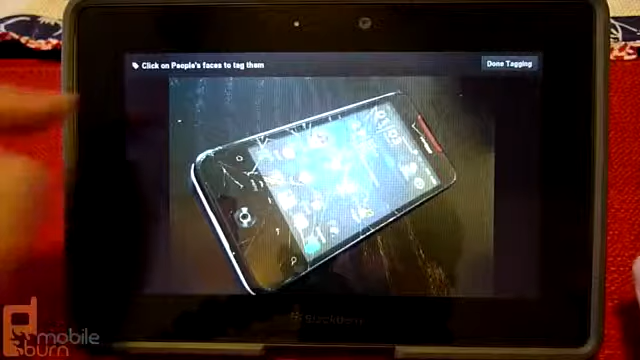 Click on People's faces to tag them
Done Tagging
BlackBerry
mobile
burn